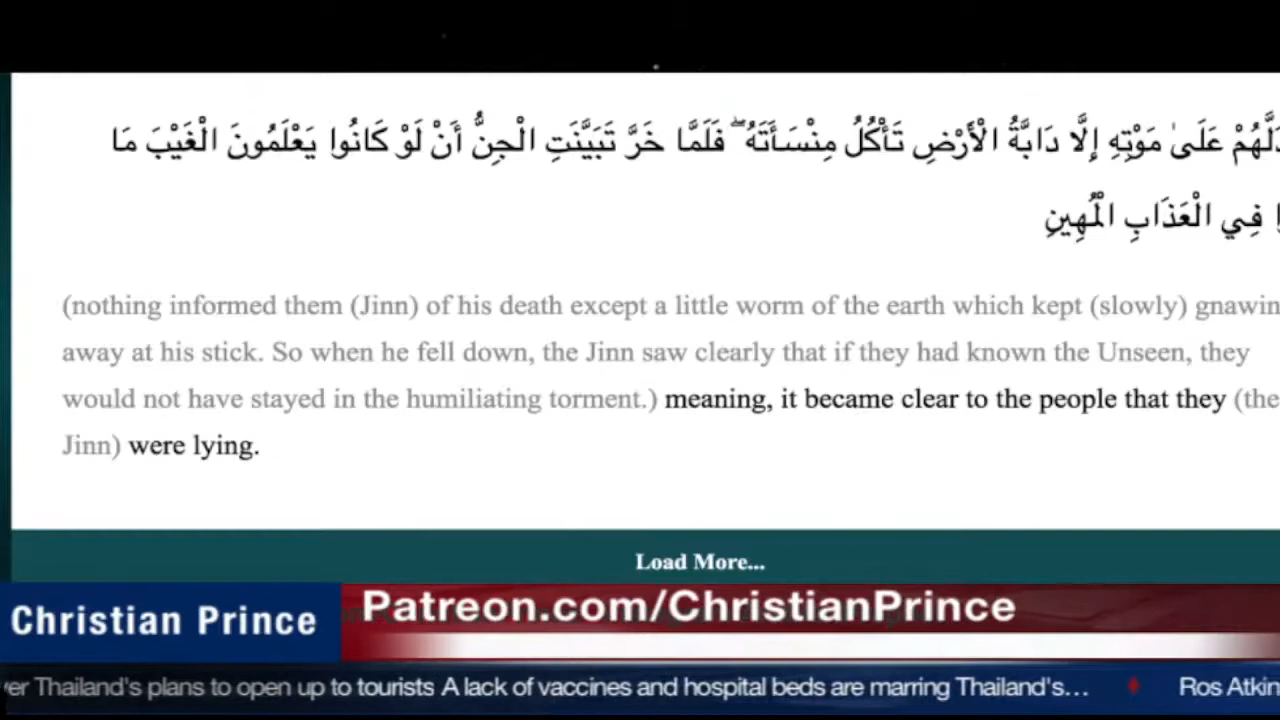 دَلَّهُمْ عَلَىٰ مَوْتِهِ إِلَّا دَابَّةُ الْأَرْضِ تَأْكُلُ مِنْسَأَتَهُ ۖ فَلَمَّا خَرَّ تَبَيَّنَتِ الْجِنُّ أَنْ لَوْ كَانُوا يَعْلَمُونَ الْغَيْبَ مَا
فِي الْعَذَابِ الْمُهِينِ
(nothing informed them (Jinn) of his death except a little worm of the earth which kept (slowly) gnawin
away at his stick. So when he fell down, the Jinn saw clearly that if they had known the Unseen, they
would not have stayed in the humiliating torment.) meaning, it became clear to the people that they (the
Jinn) were lying.
Load More...
Christian Prince
Patreon.com/ChristianPrince
er Thailand's plans to open up to tourists A lack of vaccines and hospital beds are marring Thailand's... Ros Atkin